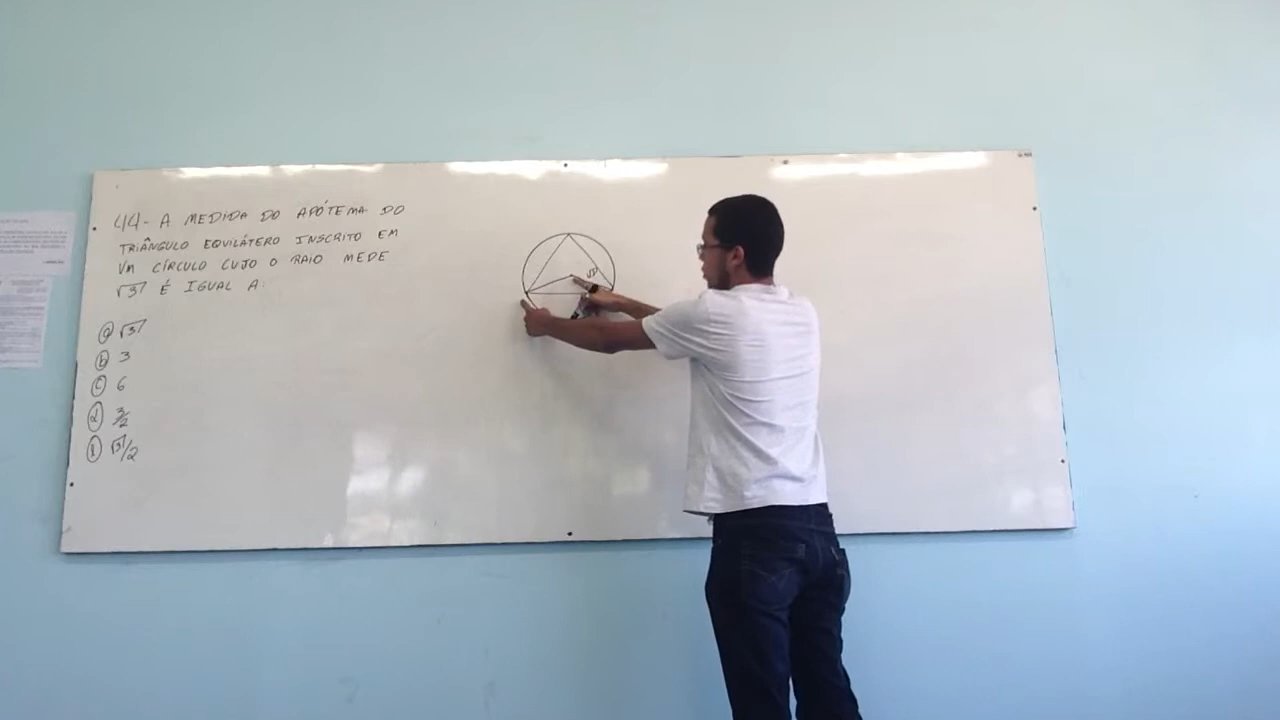 44- A MEDIDA DO APÓTEMA DO
TRIÂNGULO EQUILÁTERO INSCRITO EM
UM CÍRCULO CUJO O RAIO MEDE
√3 É IGUAL A:
a) √3
b) 3
c) 6
d) 3/2
e) √3/2
√3